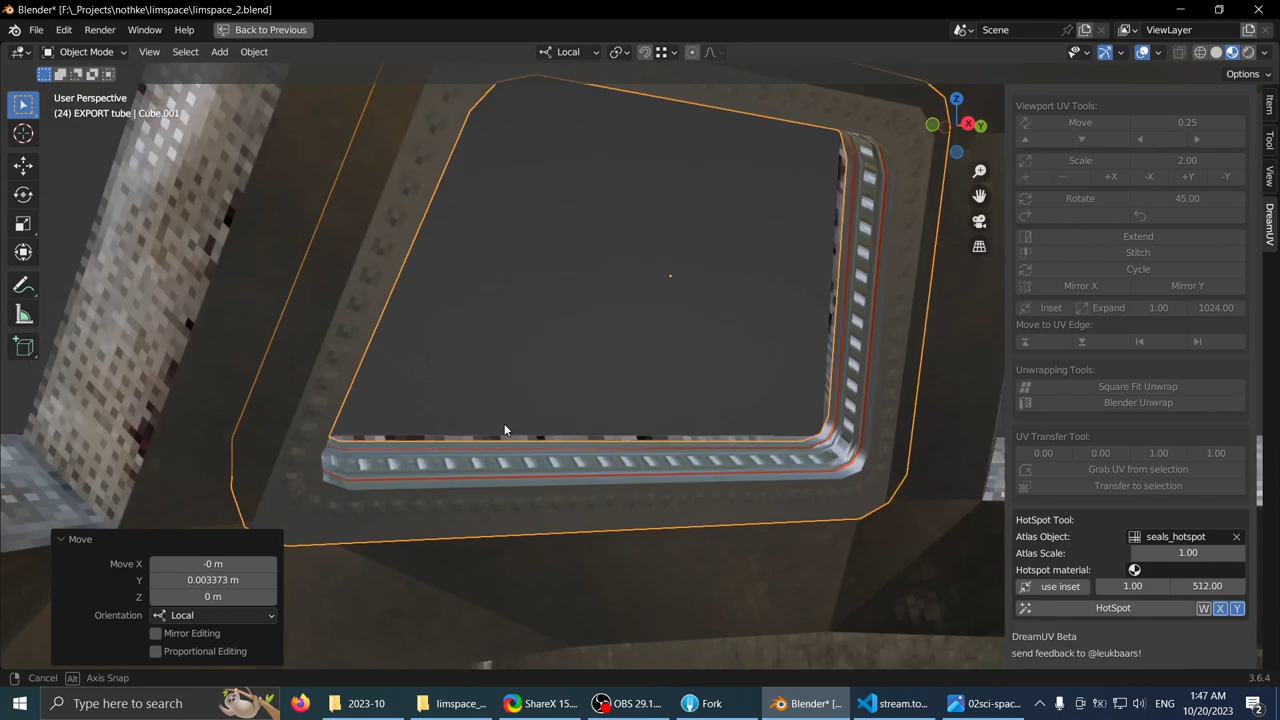 Blender* [F:\_Projects\nothke\limspace\limspace_2.blend]
File Edit Render Window Help Back to Previous Scene ViewLayer
Object Mode View Select Add Object Local
Options
User Perspective
(24) EXPORT tube | Cube.001
Z
X
Y
Item
Tool
View
DreamUV
Viewport UV Tools:
Move 0.25
Scale 2.00
+ − +X -X +Y -Y
Rotate 45.00
Extend
Stitch
Cycle
Mirror X Mirror Y
Inset Expand 1.00 1024.00
Move to UV Edge:
Unwrapping Tools:
Square Fit Unwrap
Blender Unwrap
UV Transfer Tool:
0.00 0.00 1.00 1.00
Grab UV from selection
Transfer to selection
HotSpot Tool:
Atlas Object: seals_hotspot
Atlas Scale: 1.00
Hotspot material:
use inset 1.00 512.00
HotSpot W X Y
DreamUV Beta
send feedback to @leukbaars!
Move
Move X -0 m
Y 0.003373 m
Z 0 m
Orientation Local
Mirror Editing
Proportional Editing
Cancel Alt Axis Snap 3.6.4
Type here to search 2023-10 limspace_... ShareX 15.... OBS 29.1.... Fork Blender* [... stream.to... 02sci-spac... ENG 1:47 AM
10/20/2023 2